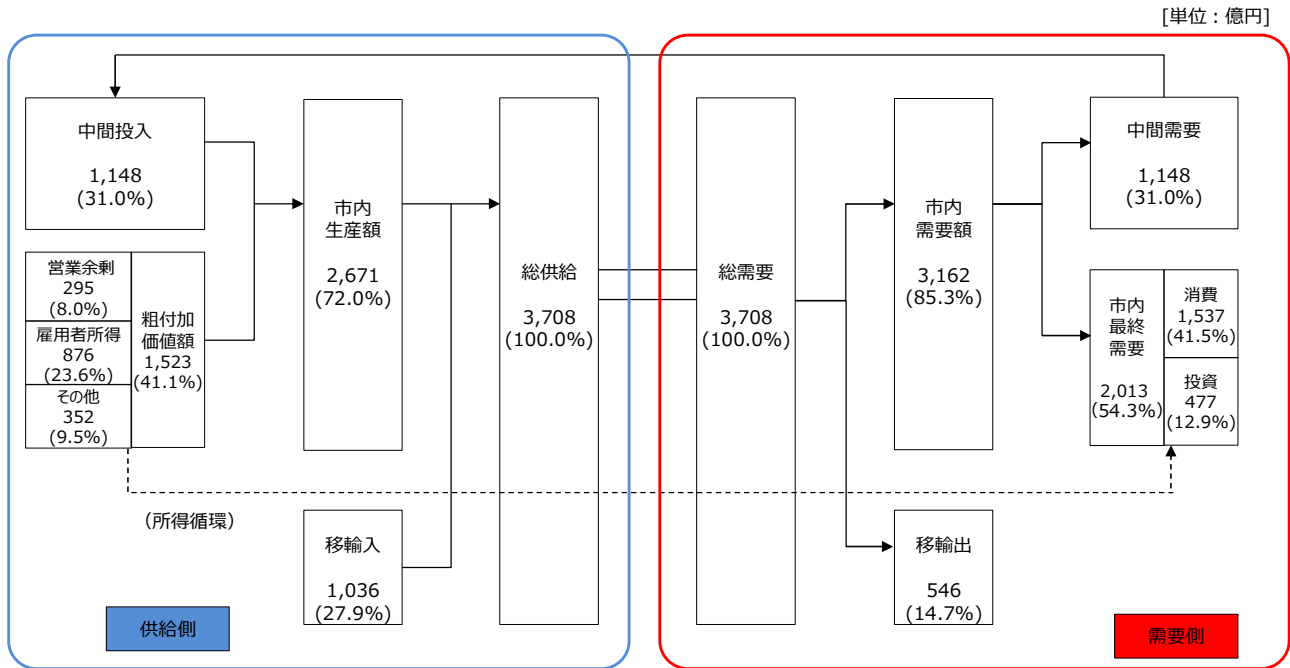 [単位：億円]
中間投入
1,148
(31.0%)
営業余剰
295
(8.0%)
雇用者所得
876
(23.6%)
その他
352
(9.5%)
粗付加
価値額
1,523
(41.1%)
市内
生産額
2,671
(72.0%)
移輸入
1,036
(27.9%)
総供給
3,708
(100.0%)
（所得循環）
供給側
総需要
3,708
(100.0%)
市内
需要額
3,162
(85.3%)
移輸出
546
(14.7%)
中間需要
1,148
(31.0%)
市内
最終
需要
2,013
(54.3%)
消費
1,537
(41.5%)
投資
477
(12.9%)
需要側